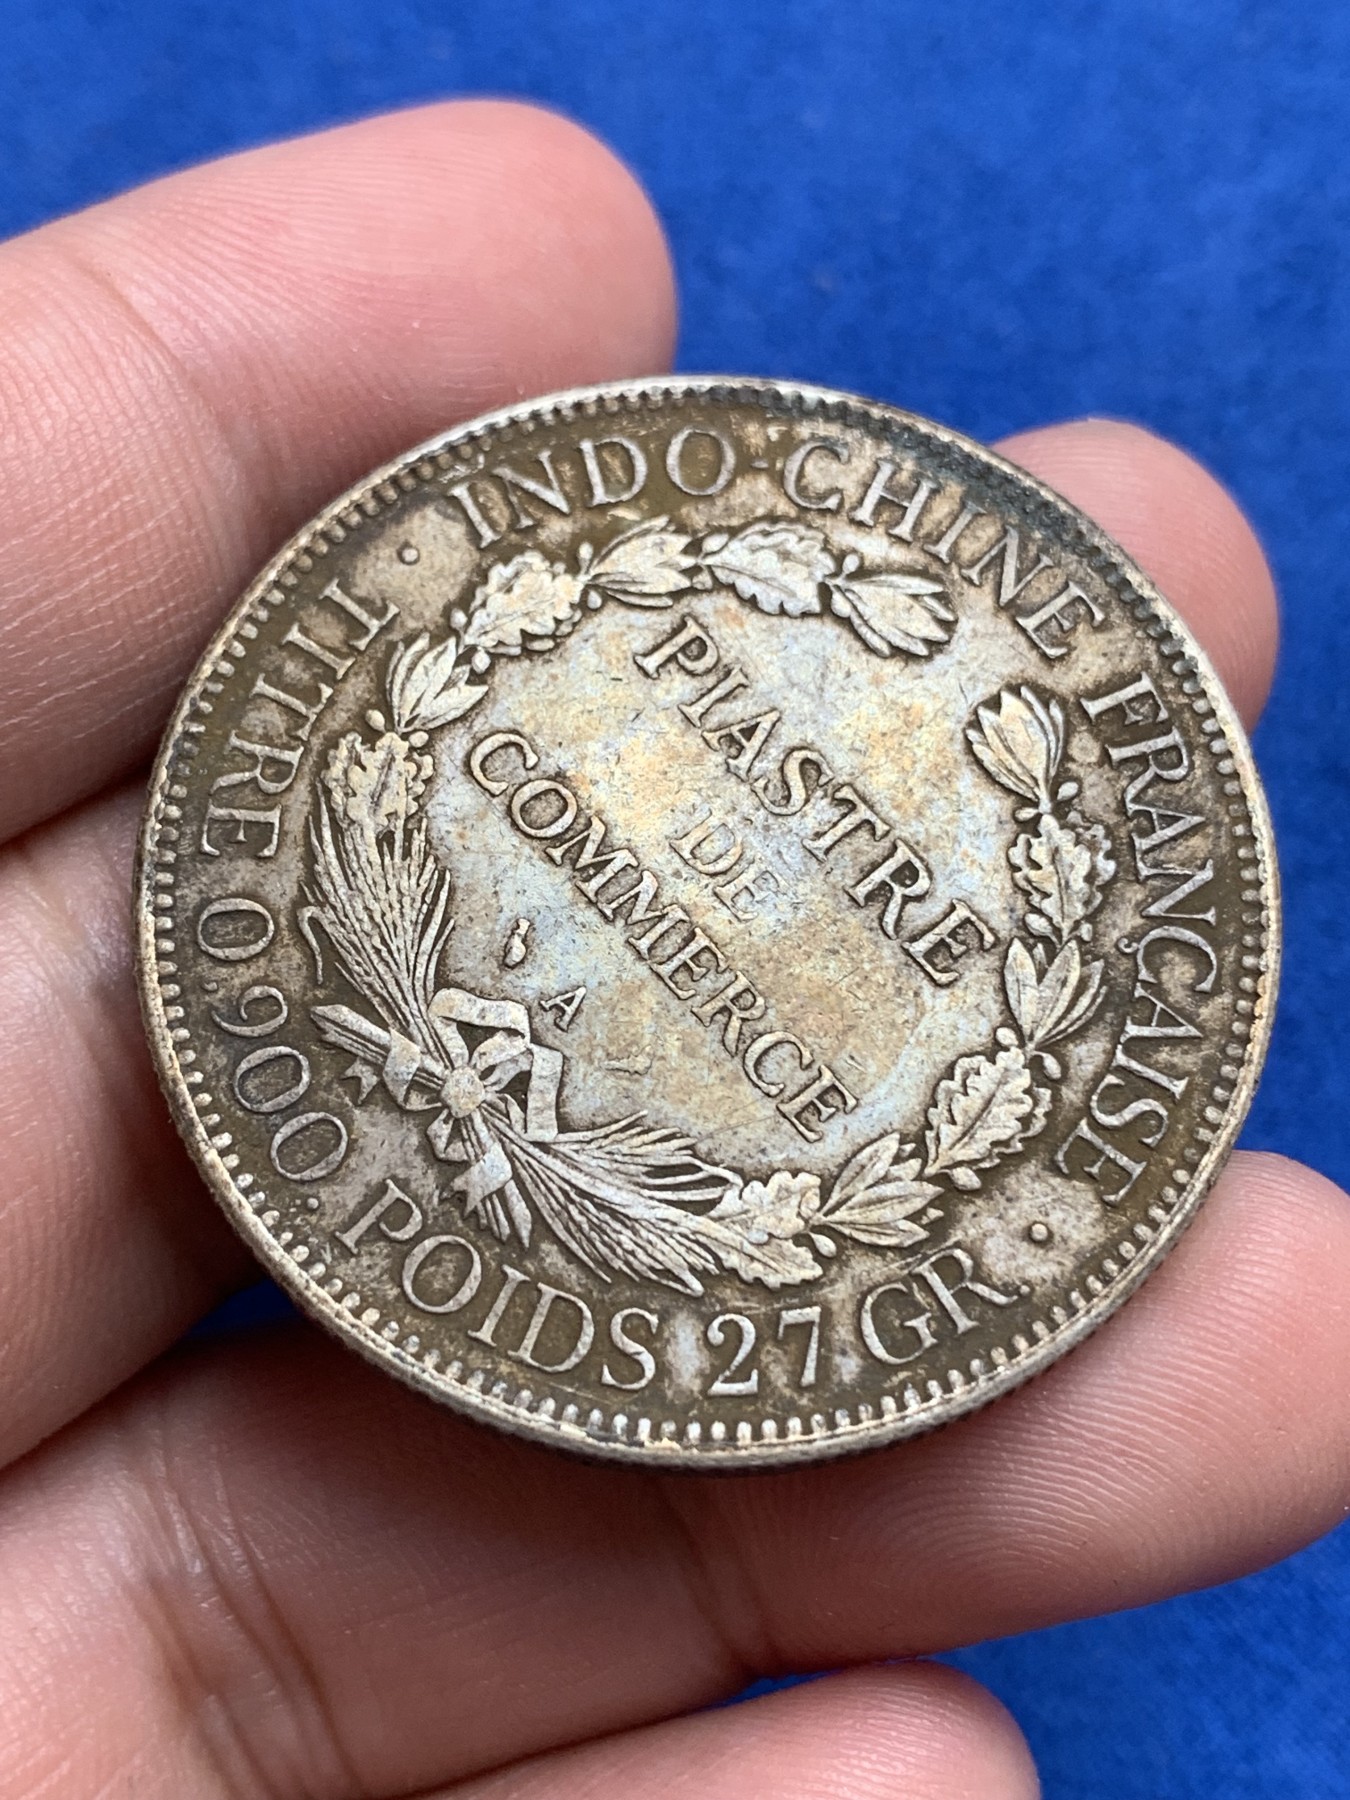 · INDO-CHINE FRANÇAISE ·
TITRE 0,900. POIDS 27 GR.
PIASTRE
DE
COMMERCE
A